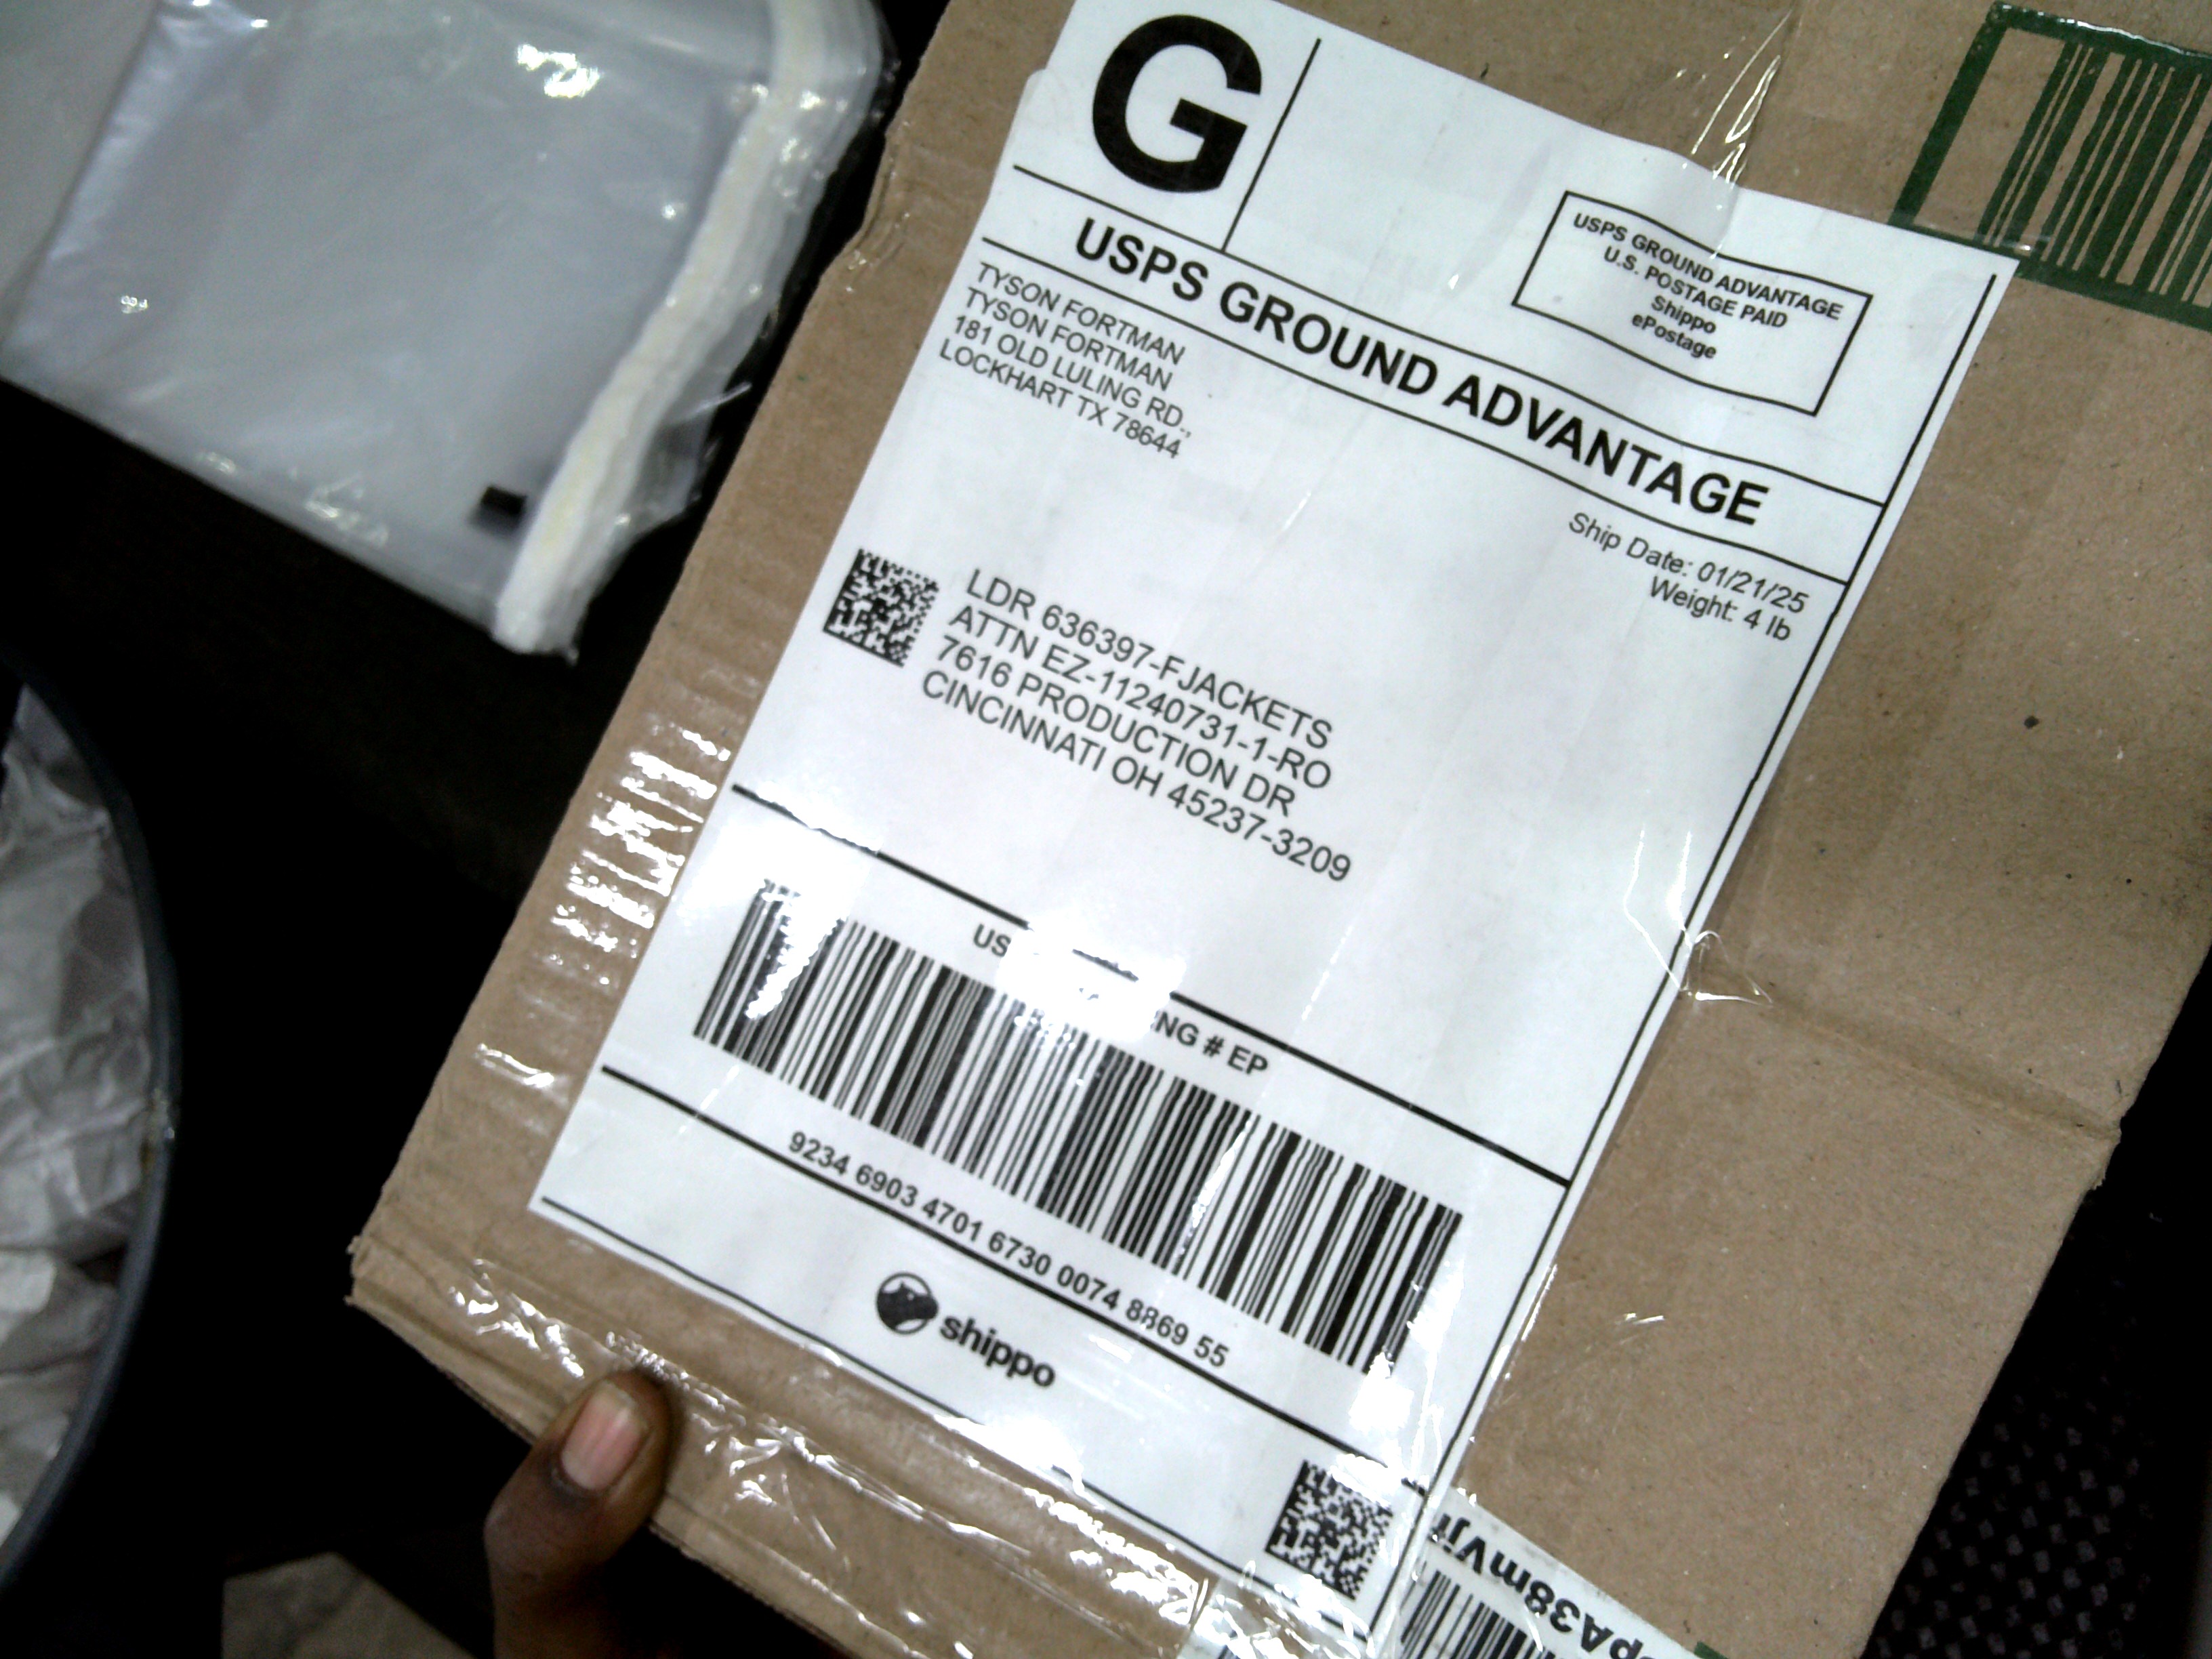 G
USPS GROUND ADVANTAGE
U.S. POSTAGE PAID
Shippo
ePostage
USPS GROUND ADVANTAGE
TYSON FORTMAN
TYSON FORTMAN
181 OLD LULING RD.,
LOCKHART TX 78644
Ship Date: 01/21/25
Weight: 4 lb
LDR 636397-FJACKETS
ATTN EZ-11240731-1-RO
7616 PRODUCTION DR
CINCINNATI OH 45237-3209
# EP
9234 6903 4701 6730 0074 8869 55
shippo